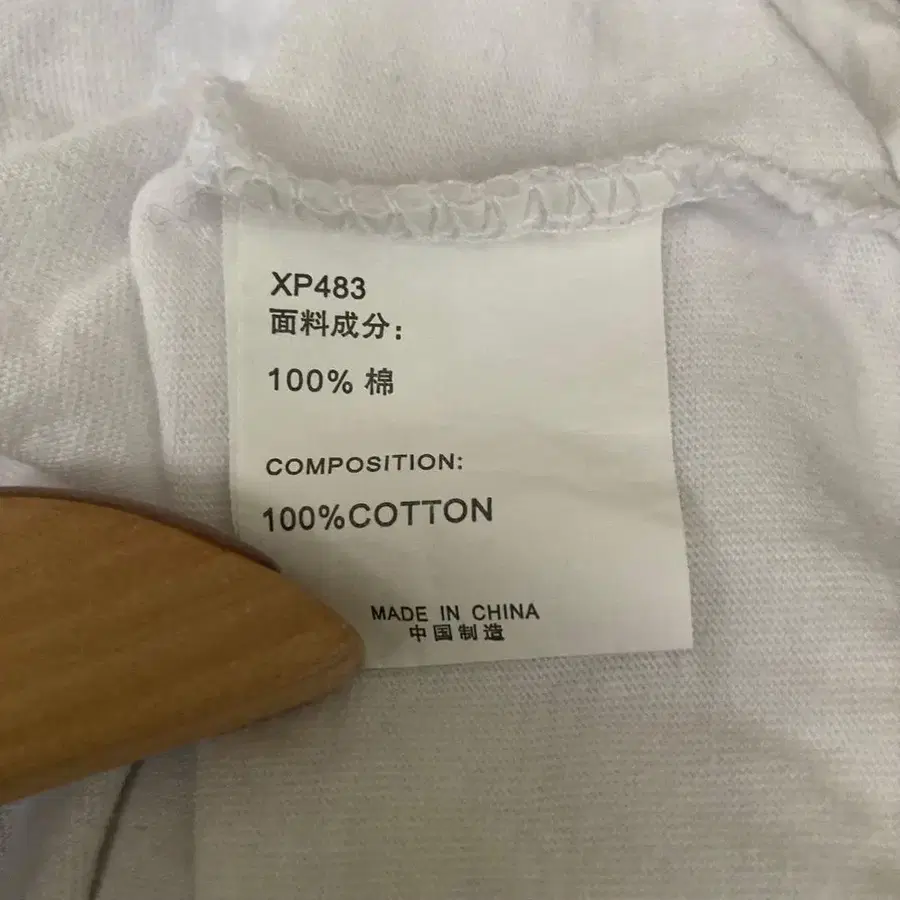 XP483
面料成分:
100% 棉
COMPOSITION:
100%COTTON
MADE IN CHINA
中国制造